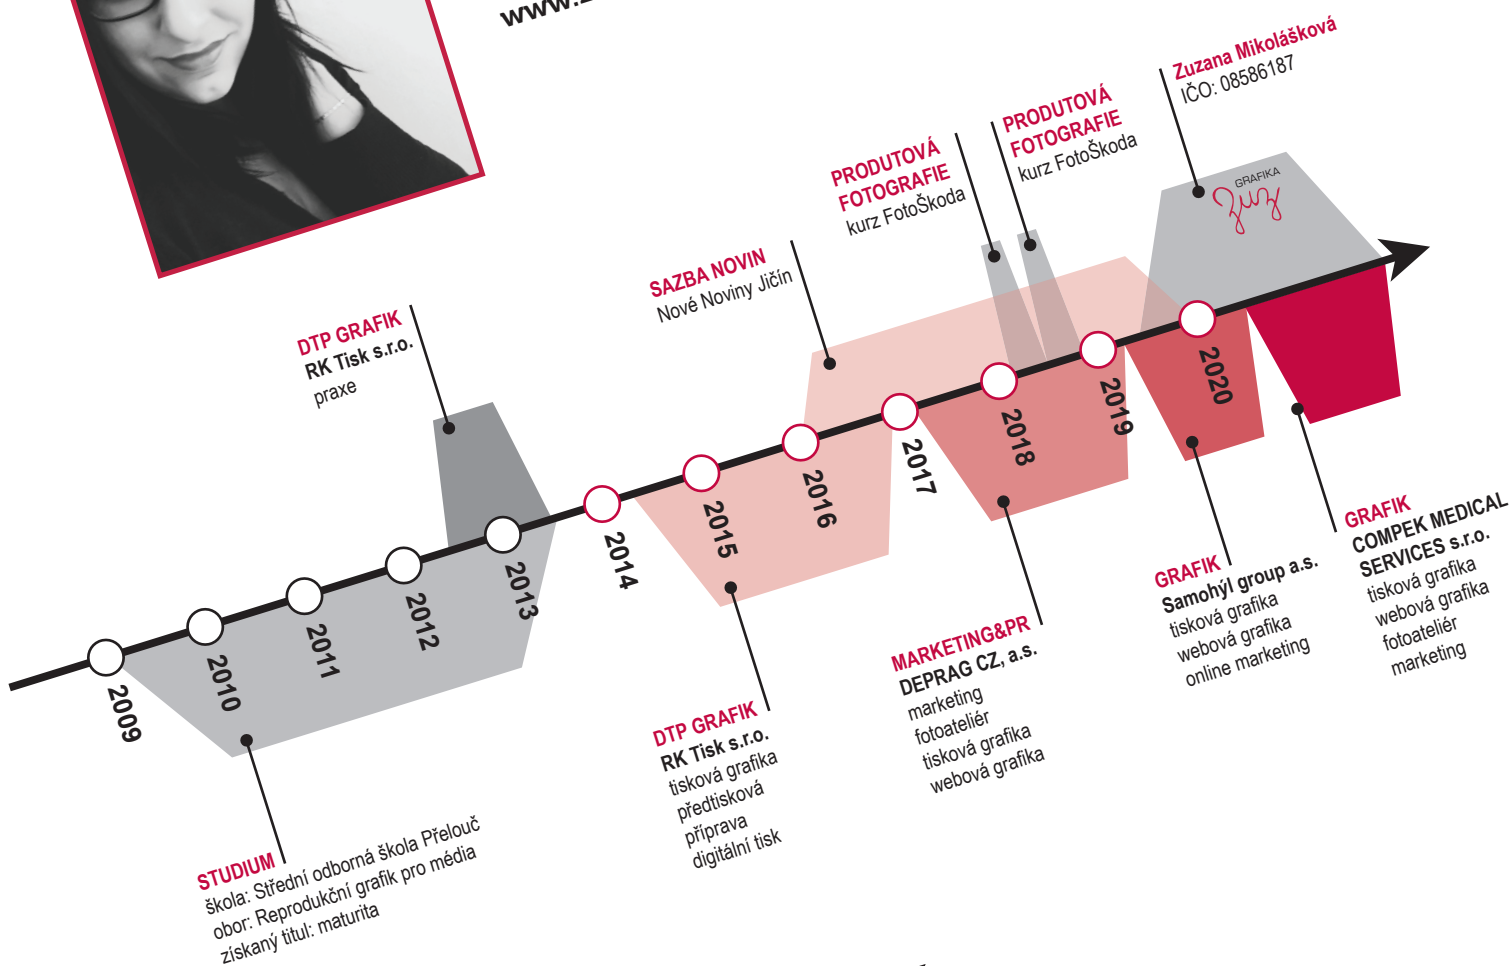 www.
Zuzana Mikolášková
IČO: 08586187
GRAFIKA
zuz
PRODUTOVÁ
FOTOGRAFIE
kurz FotoŠkoda
PRODUTOVÁ
FOTOGRAFIE
kurz FotoŠkoda
SAZBA NOVIN
Nové Noviny Jičín
DTP GRAFIK
RK Tisk s.r.o.
praxe
2009
2010
2011
2012
2013
2014
2015
2016
2017
2018
2019
2020
STUDIUM
škola: Střední odborná škola Přelouč
obor: Reprodukční grafik pro média
získaný titul: maturita
DTP GRAFIK
RK Tisk s.r.o.
tisková grafika
předtisková
příprava
digitální tisk
MARKETING&PR
DEPRAG CZ, a.s.
marketing
fotoateliér
tisková grafika
webová grafika
GRAFIK
Samohýl group a.s.
tisková grafika
webová grafika
online marketing
GRAFIK
COMPEK MEDICAL
SERVICES s.r.o.
tisková grafika
webová grafika
fotoateliér
marketing